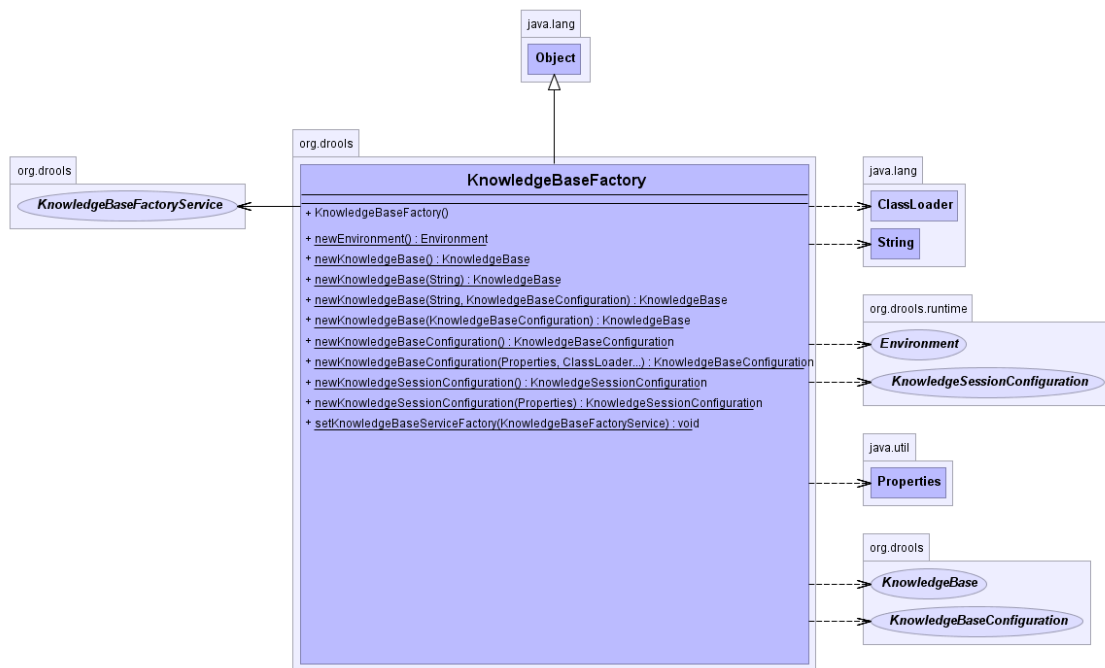 java.lang
Object
org.drools
KnowledgeBaseFactoryService
org.drools
KnowledgeBaseFactory
+ KnowledgeBaseFactory()
+ newEnvironment() : Environment
+ newKnowledgeBase() : KnowledgeBase
+ newKnowledgeBase(String) : KnowledgeBase
+ newKnowledgeBase(String, KnowledgeBaseConfiguration) : KnowledgeBase
+ newKnowledgeBase(KnowledgeBaseConfiguration) : KnowledgeBase
+ newKnowledgeBaseConfiguration() : KnowledgeBaseConfiguration
+ newKnowledgeBaseConfiguration(Properties, ClassLoader...) : KnowledgeBaseConfiguration
+ newKnowledgeSessionConfiguration() : KnowledgeSessionConfiguration
+ newKnowledgeSessionConfiguration(Properties) : KnowledgeSessionConfiguration
+ setKnowledgeBaseServiceFactory(KnowledgeBaseFactoryService) : void
java.lang
ClassLoader
String
org.drools.runtime
Environment
KnowledgeSessionConfiguration
java.util
Properties
org.drools
KnowledgeBase
KnowledgeBaseConfiguration